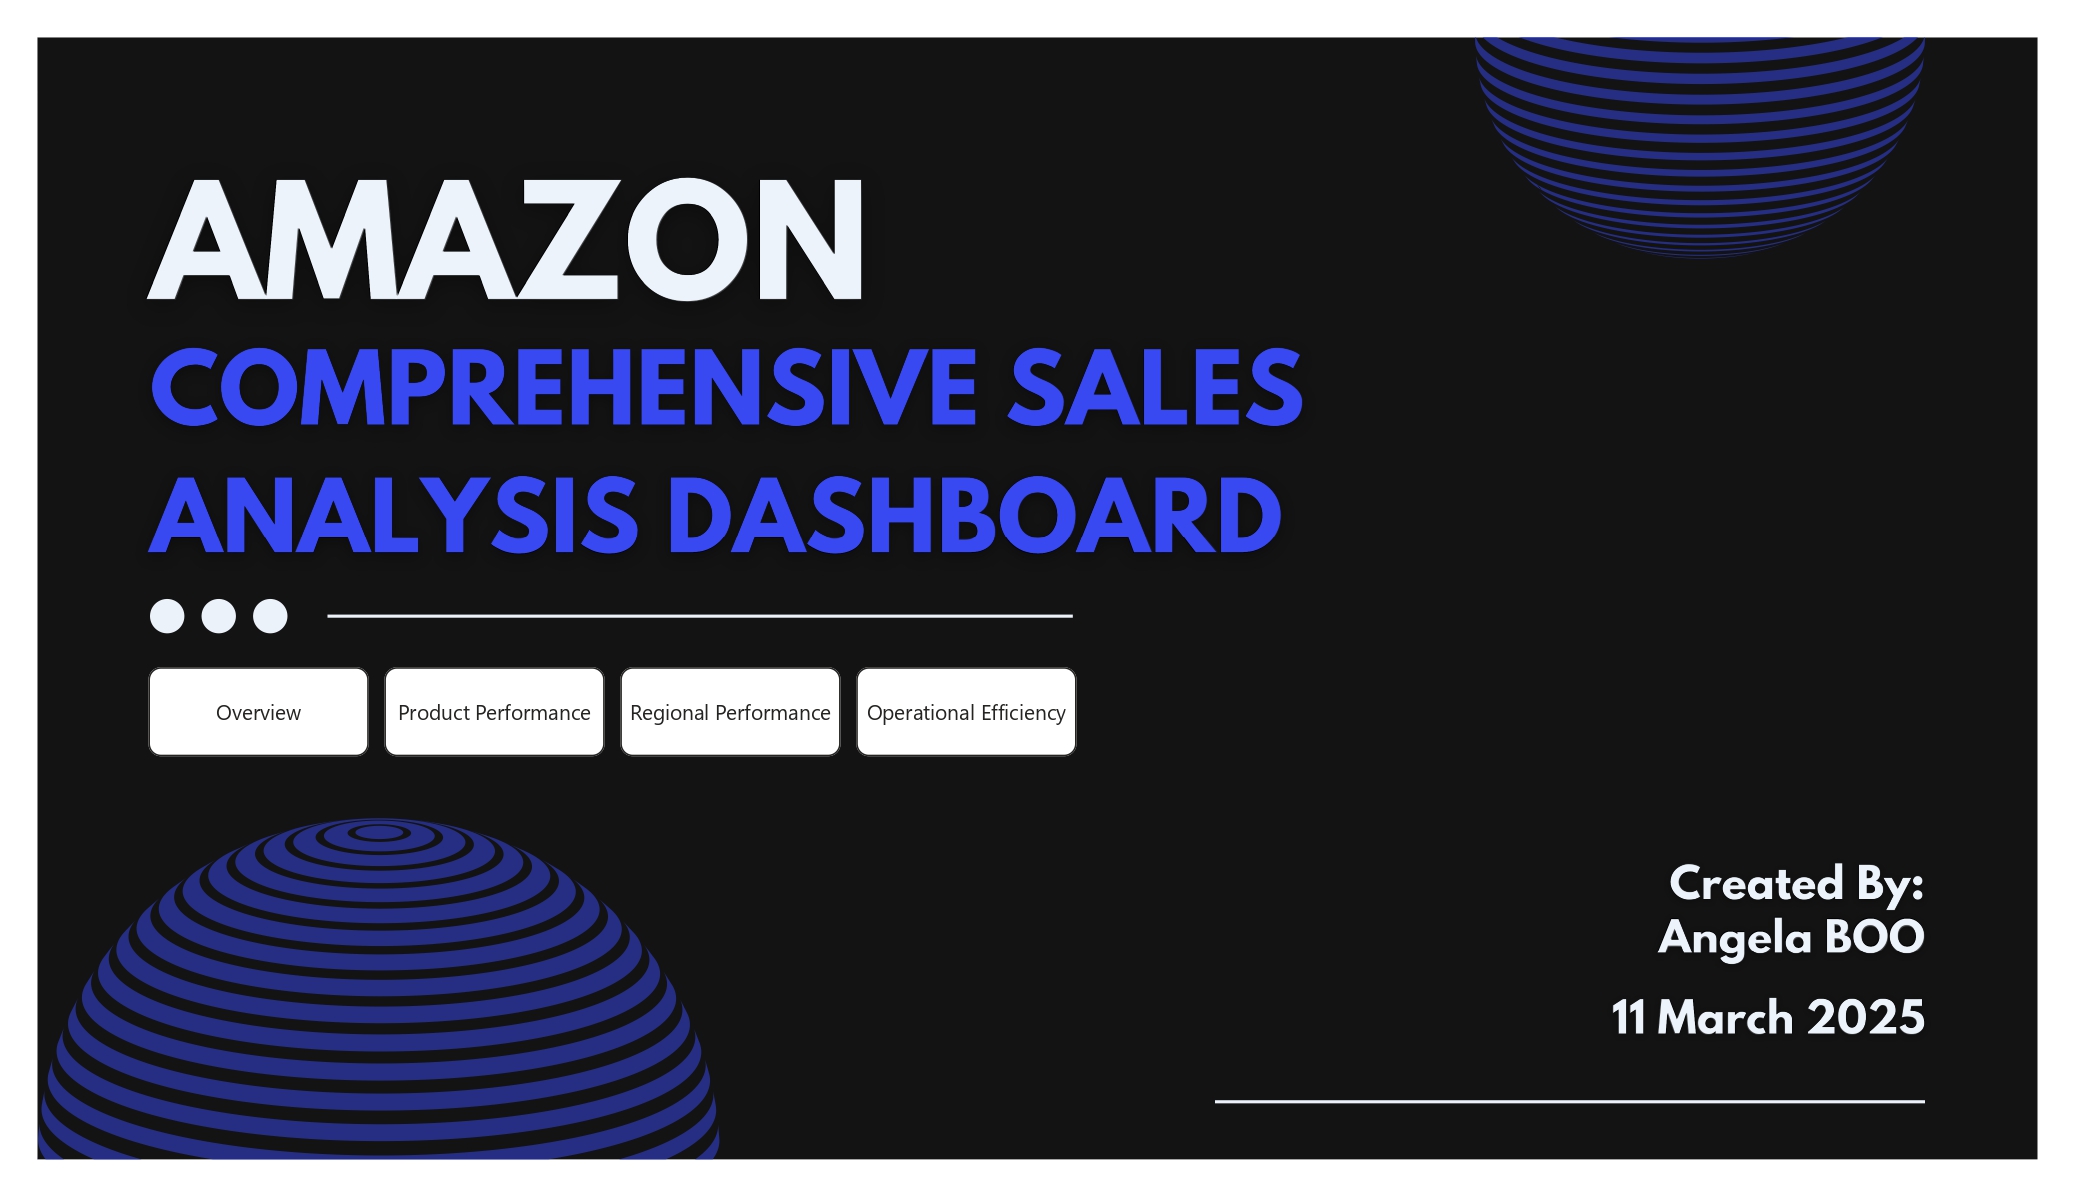 AMAZON
COMPREHENSIVE SALES
ANALYSIS DASHBOARD
Overview
Product Performance
Regional Performance
Operational Efficiency
Created By:
Angela BOO
11 March 2025